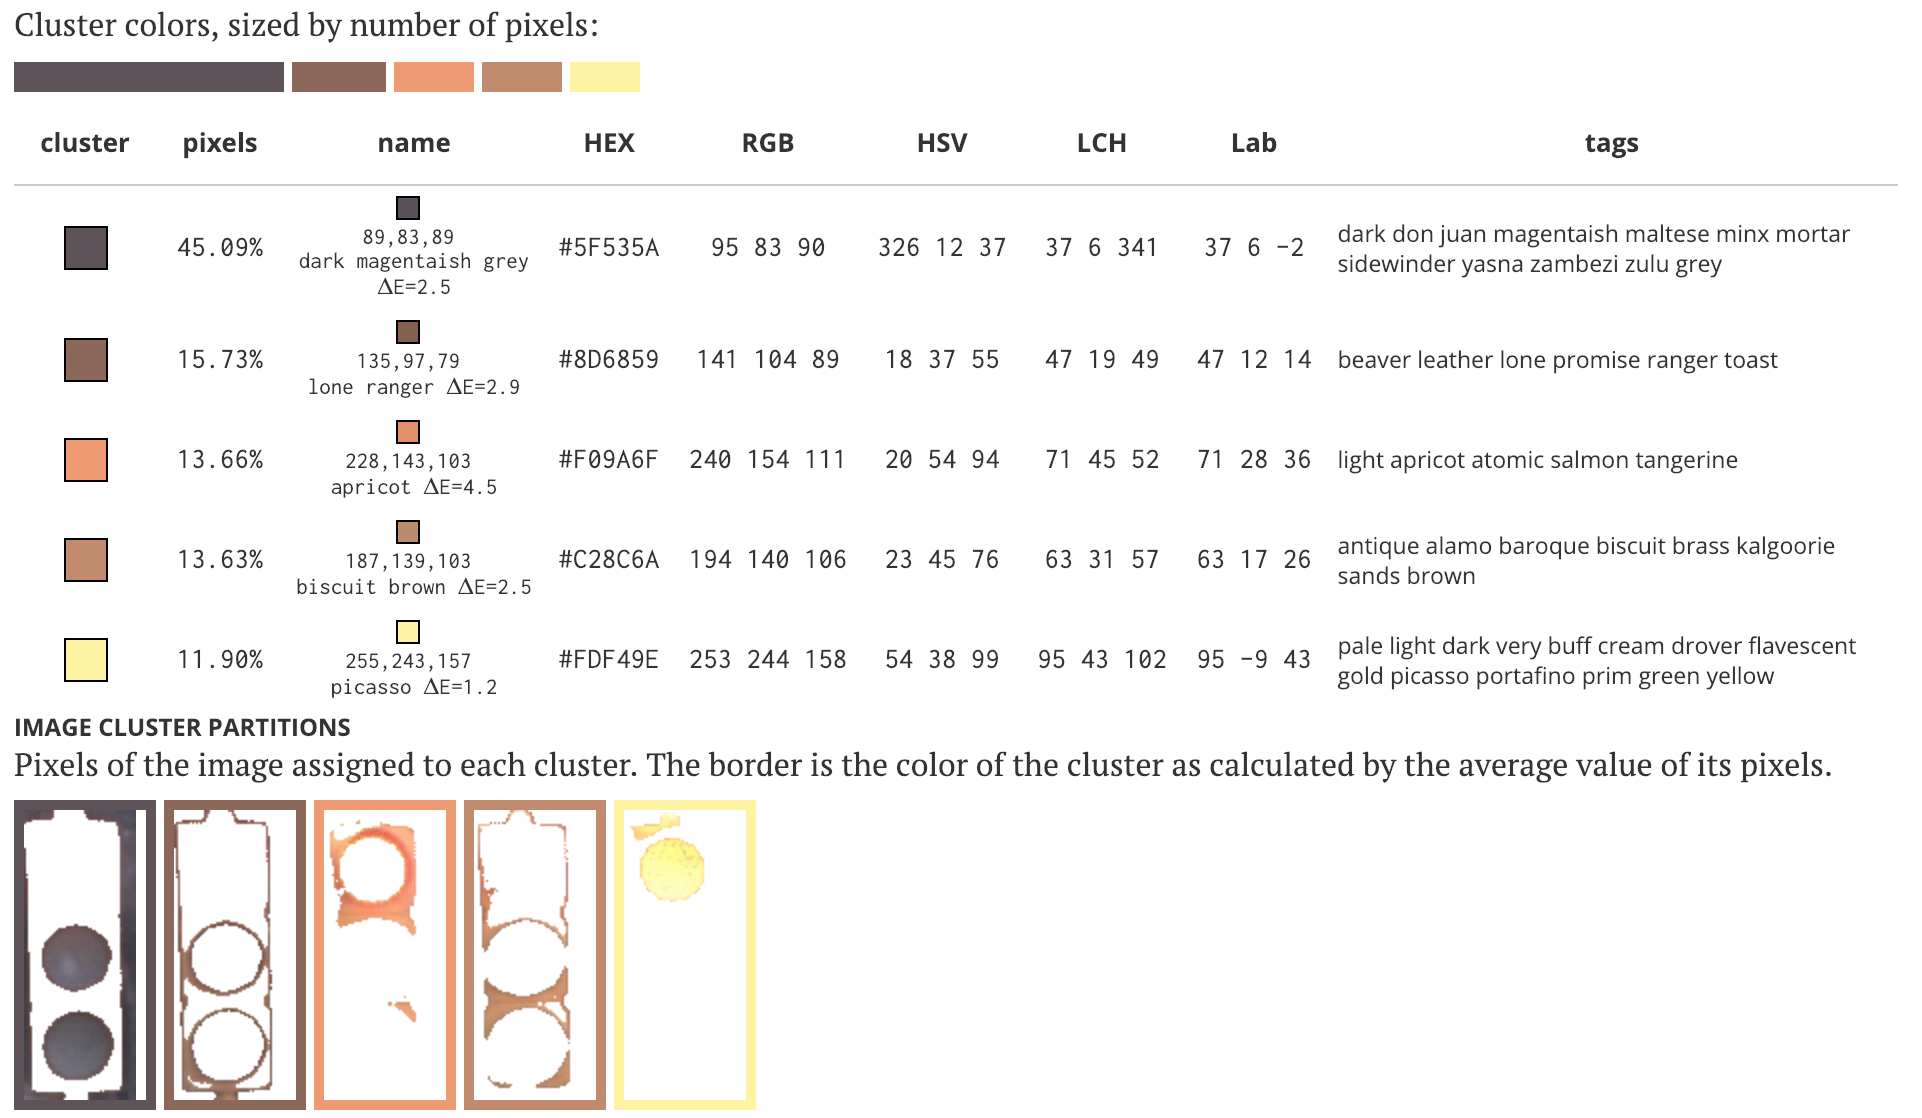 Cluster colors, sized by number of pixels:
cluster pixels name HEX RGB HSV LCH Lab tags
45.09% 89,83,89 dark magentaish grey ΔE=2.5 #5F535A 95 83 90 326 12 37 37 6 341 37 6 −2 dark don juan magentaish maltese minx mortar sidewinder yasna zambezi zulu grey
15.73% 135,97,79 lone ranger ΔE=2.9 #8D6859 141 104 89 18 37 55 47 19 49 47 12 14 beaver leather lone promise ranger toast
13.66% 228,143,103 apricot ΔE=4.5 #F09A6F 240 154 111 20 54 94 71 45 52 71 28 36 light apricot atomic salmon tangerine
13.63% 187,139,103 biscuit brown ΔE=2.5 #C28C6A 194 140 106 23 45 76 63 31 57 63 17 26 antique alamo baroque biscuit brass kalgoorie sands brown
11.90% 255,243,157 picasso ΔE=1.2 #FDF49E 253 244 158 54 38 99 95 43 102 95 −9 43 pale light dark very buff cream drover flavescent gold picasso portafino prim green yellow
IMAGE CLUSTER PARTITIONS
Pixels of the image assigned to each cluster. The border is the color of the cluster as calculated by the average value of its pixels.